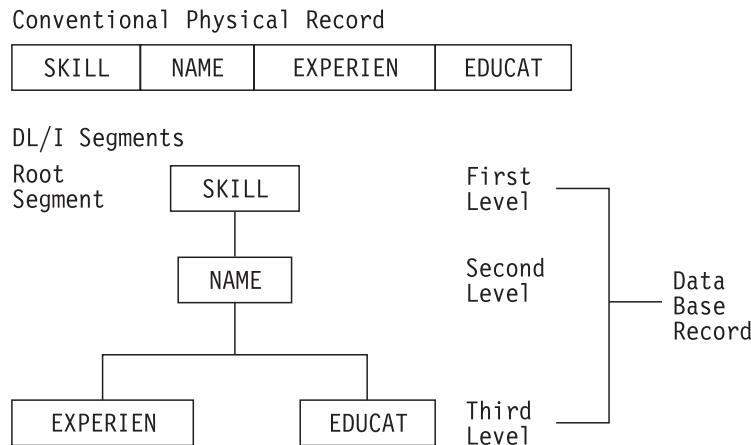 Conventional Physical Record
SKILL NAME EXPERIEN EDUCAT
DL/I Segments
Root
Segment
SKILL
First
Level
NAME
Second
Level
Data
Base
Record
EXPERIEN
EDUCAT
Third
Level